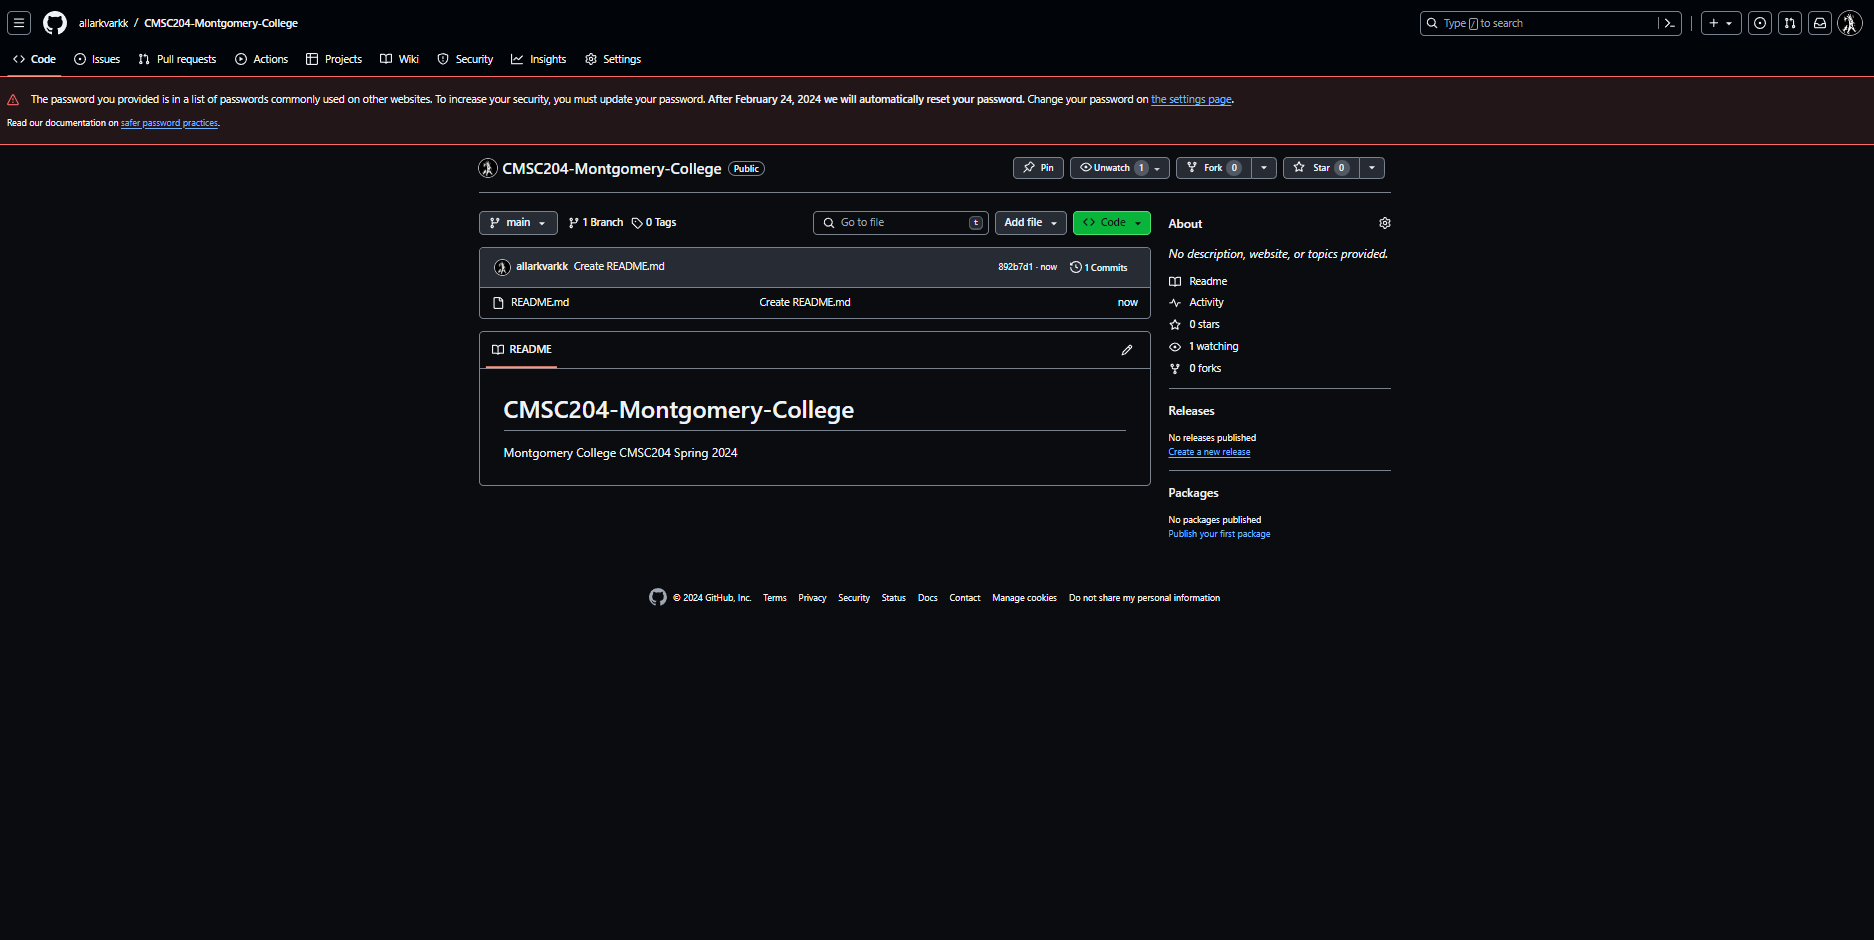 allarkvarkk / CMSC204-Montgomery-College
Type / to search
Code Issues Pull requests Actions Projects Wiki Security Insights Settings
The password you provided is in a list of passwords commonly used on other websites. To increase your security, you must update your password. After February 24, 2024 we will automatically reset your password. Change your password on the settings page.
Read our documentation on safer password practices.
CMSC204-Montgomery-College Public
Pin Unwatch 1 Fork 0 Star 0
main 1 Branch 0 Tags
Go to file t Add file Code
allarkvarkk Create README.md 892b7d1 · now 1 Commits
README.md Create README.md now
README
CMSC204-Montgomery-College
Montgomery College CMSC204 Spring 2024
About
No description, website, or topics provided.
Readme
Activity
0 stars
1 watching
0 forks
Releases
No releases published
Create a new release
Packages
No packages published
Publish your first package
© 2024 GitHub, Inc. Terms Privacy Security Status Docs Contact Manage cookies Do not share my personal information